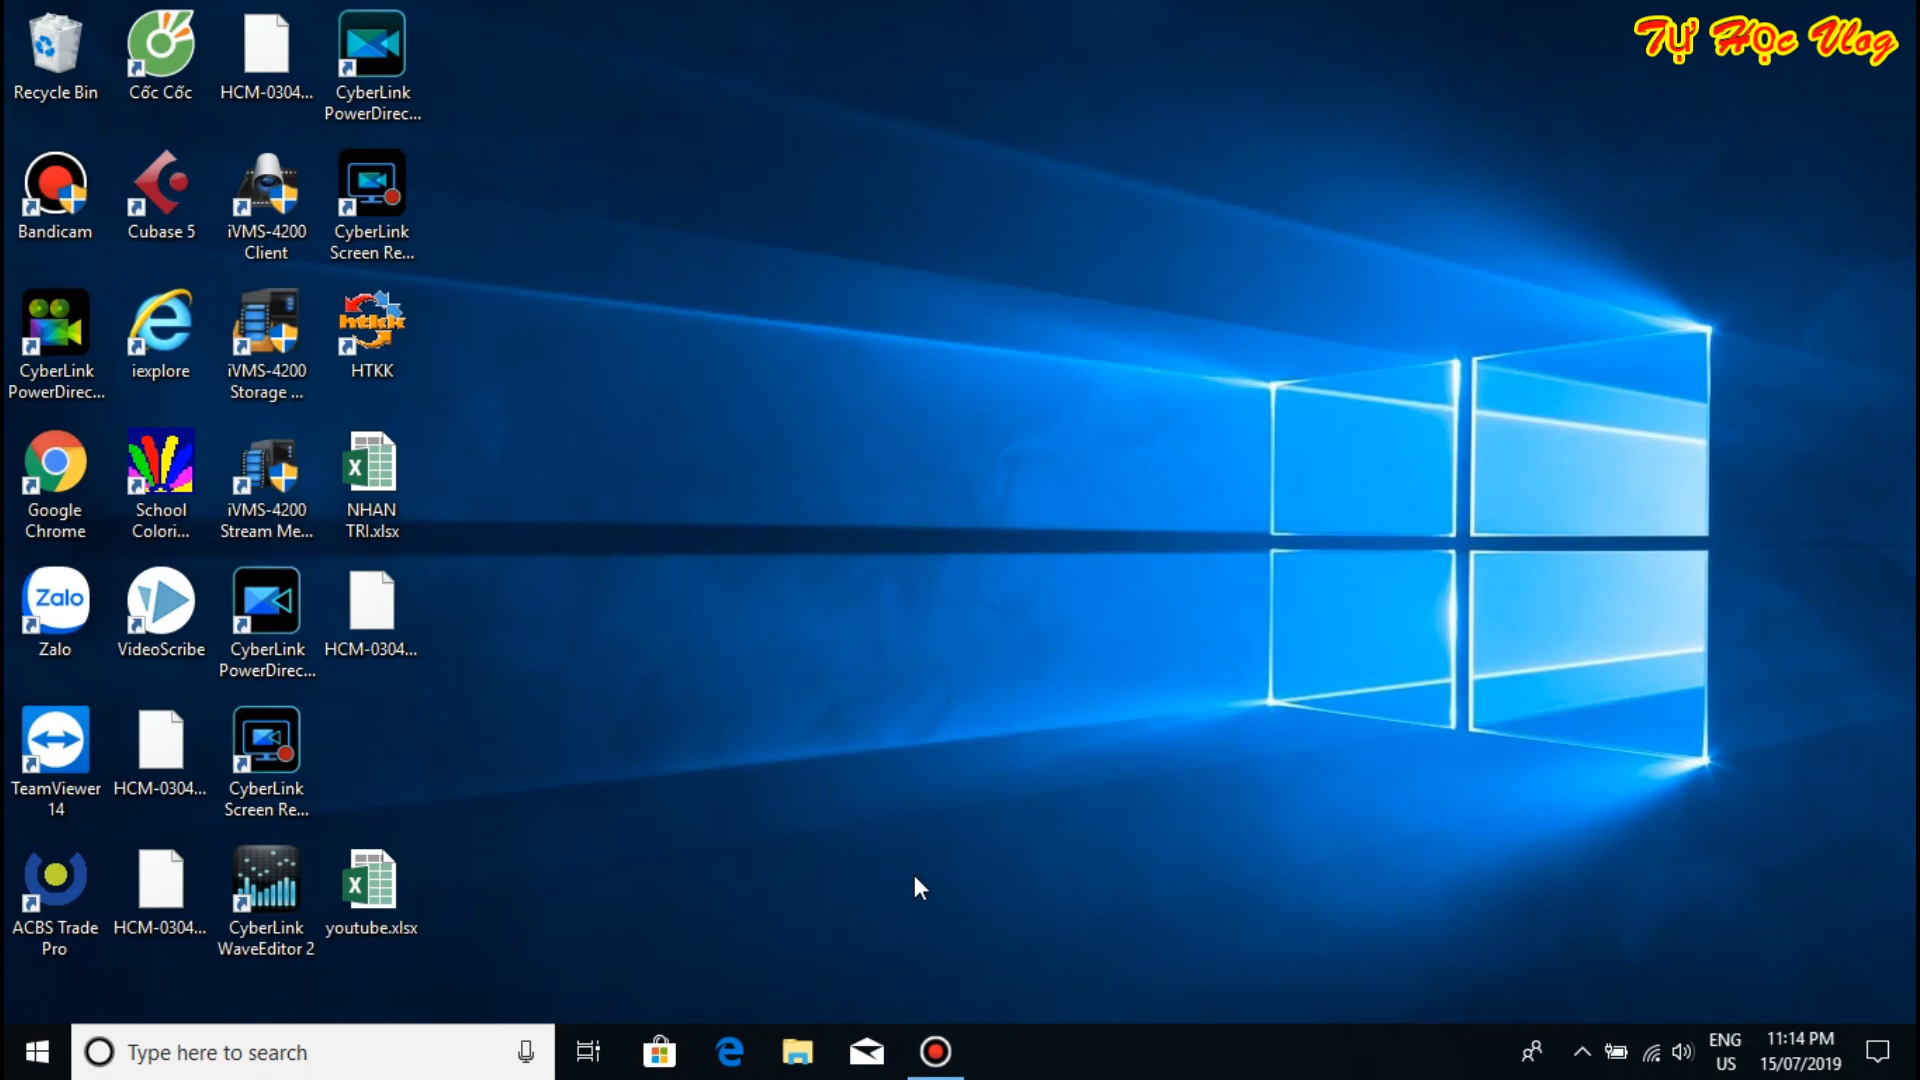 Tự Học Vlog
Recycle Bin
Cốc Cốc
HCM-0304...
CyberLink
PowerDirec...
Bandicam
Cubase 5
iVMS-4200
Client
CyberLink
Screen Re...
CyberLink
PowerDirec...
iexplore
iVMS-4200
Storage ...
htkk
HTKK
Google
Chrome
School
Colori...
iVMS-4200
Stream Me...
X
NHAN
TRI.xlsx
Zalo
Zalo
VideoScribe
CyberLink
PowerDirec...
HCM-0304...
TeamViewer
14
HCM-0304...
CyberLink
Screen Re...
ACBS Trade
Pro
HCM-0304...
CyberLink
WaveEditor 2
X
youtube.xlsx
Type here to search
ENG
US
11:14 PM
15/07/2019